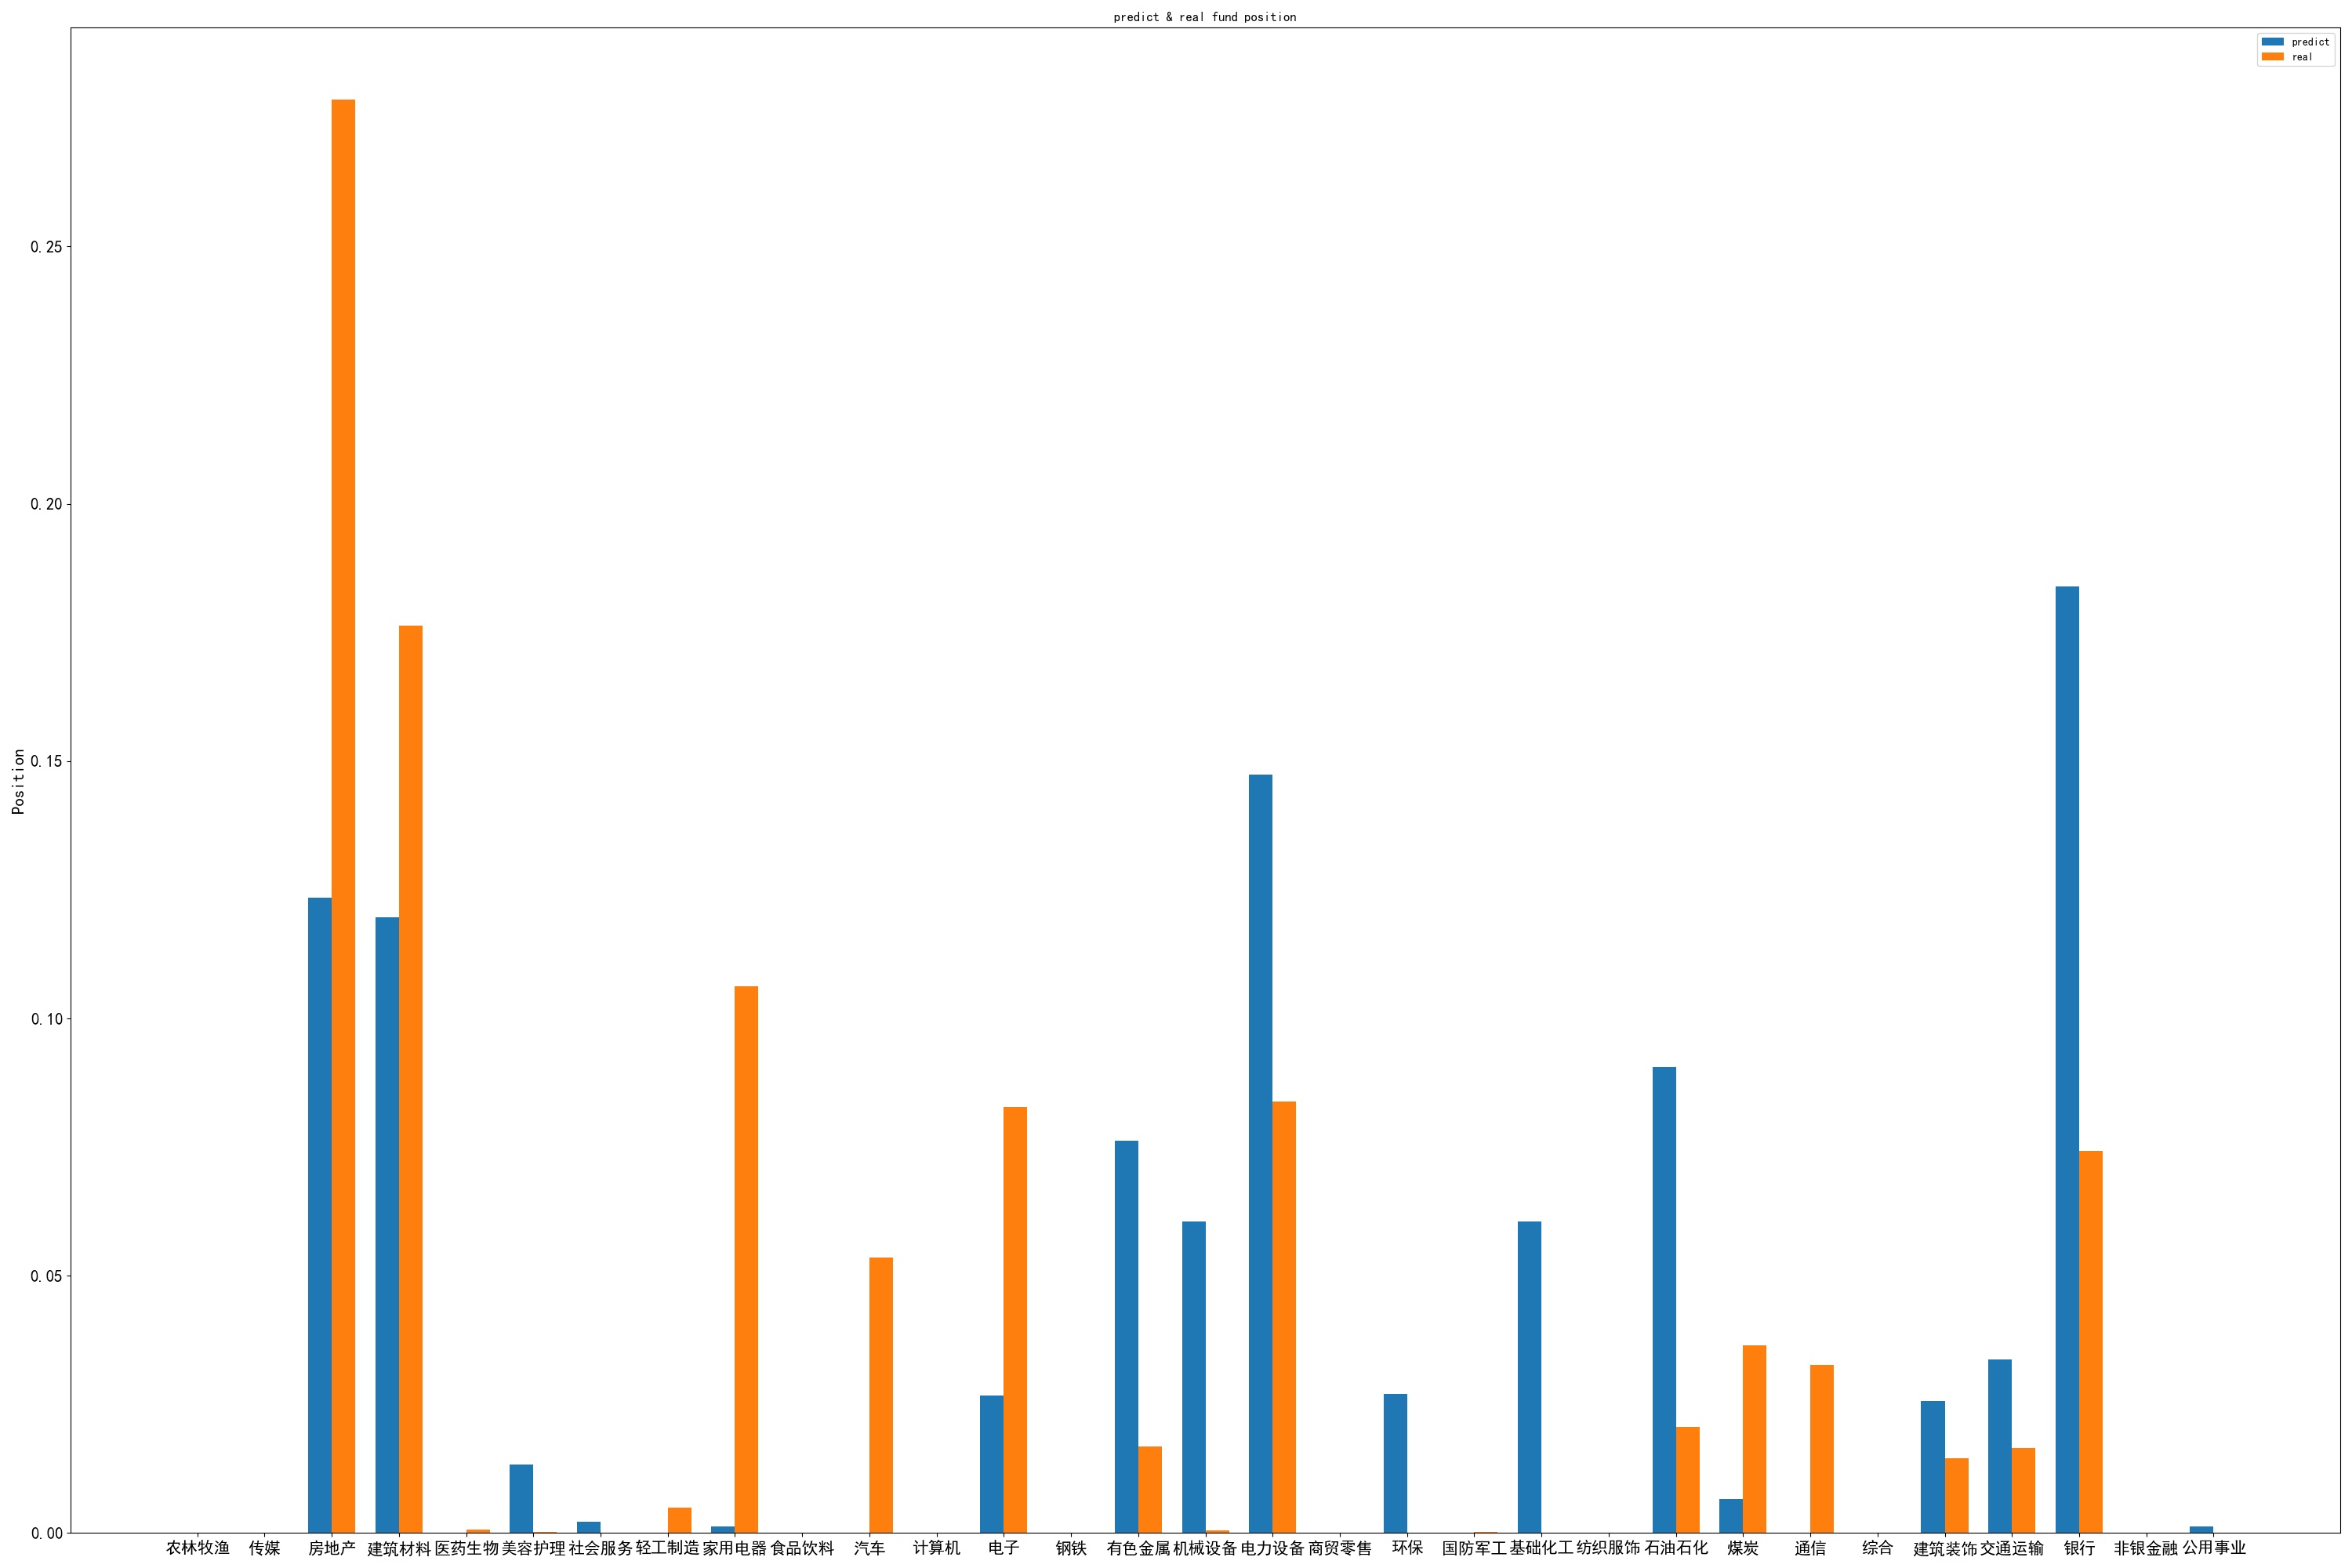 predict & real fund position
predict
real
Position
0.25
0.20
0.15
0.10
0.05
0.00
农林牧渔 传媒 房地产 建筑材料 医药生物 美容护理 社会服务 轻工制造 家用电器 食品饮料 汽车 计算机 电子 钢铁 有色金属 机械设备 电力设备 商贸零售 环保 国防军工 基础化工 纺织服饰 石油石化 煤炭 通信 综合 建筑装饰 交通运输 银行 非银金融 公用事业